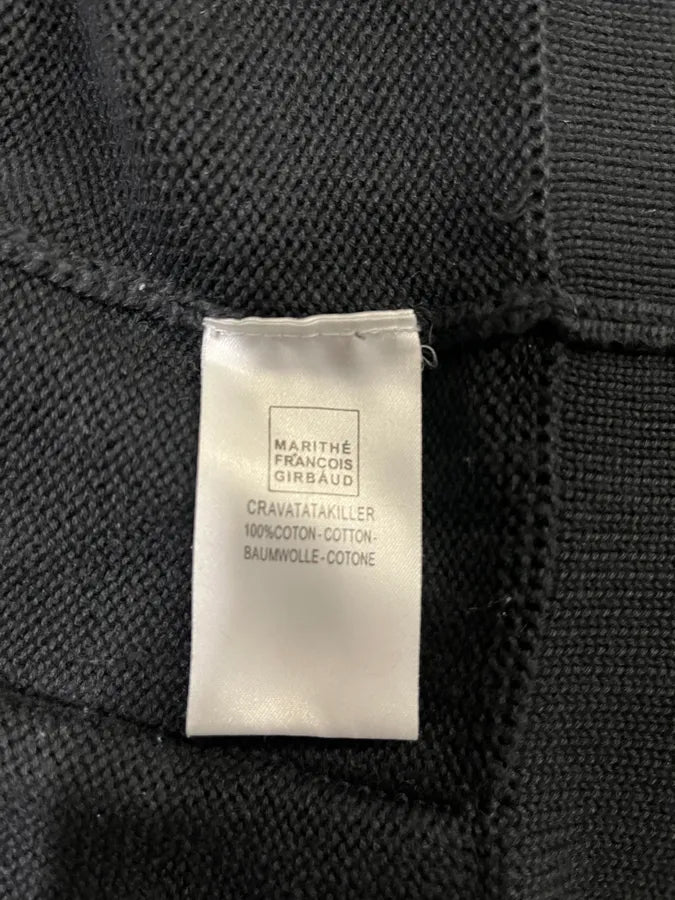 MARITHÉ
FRANCOIS
GIRBAUD
CRAVATATAKILLER
100%COTON-COTTON-
BAUMWOLLE-COTONE